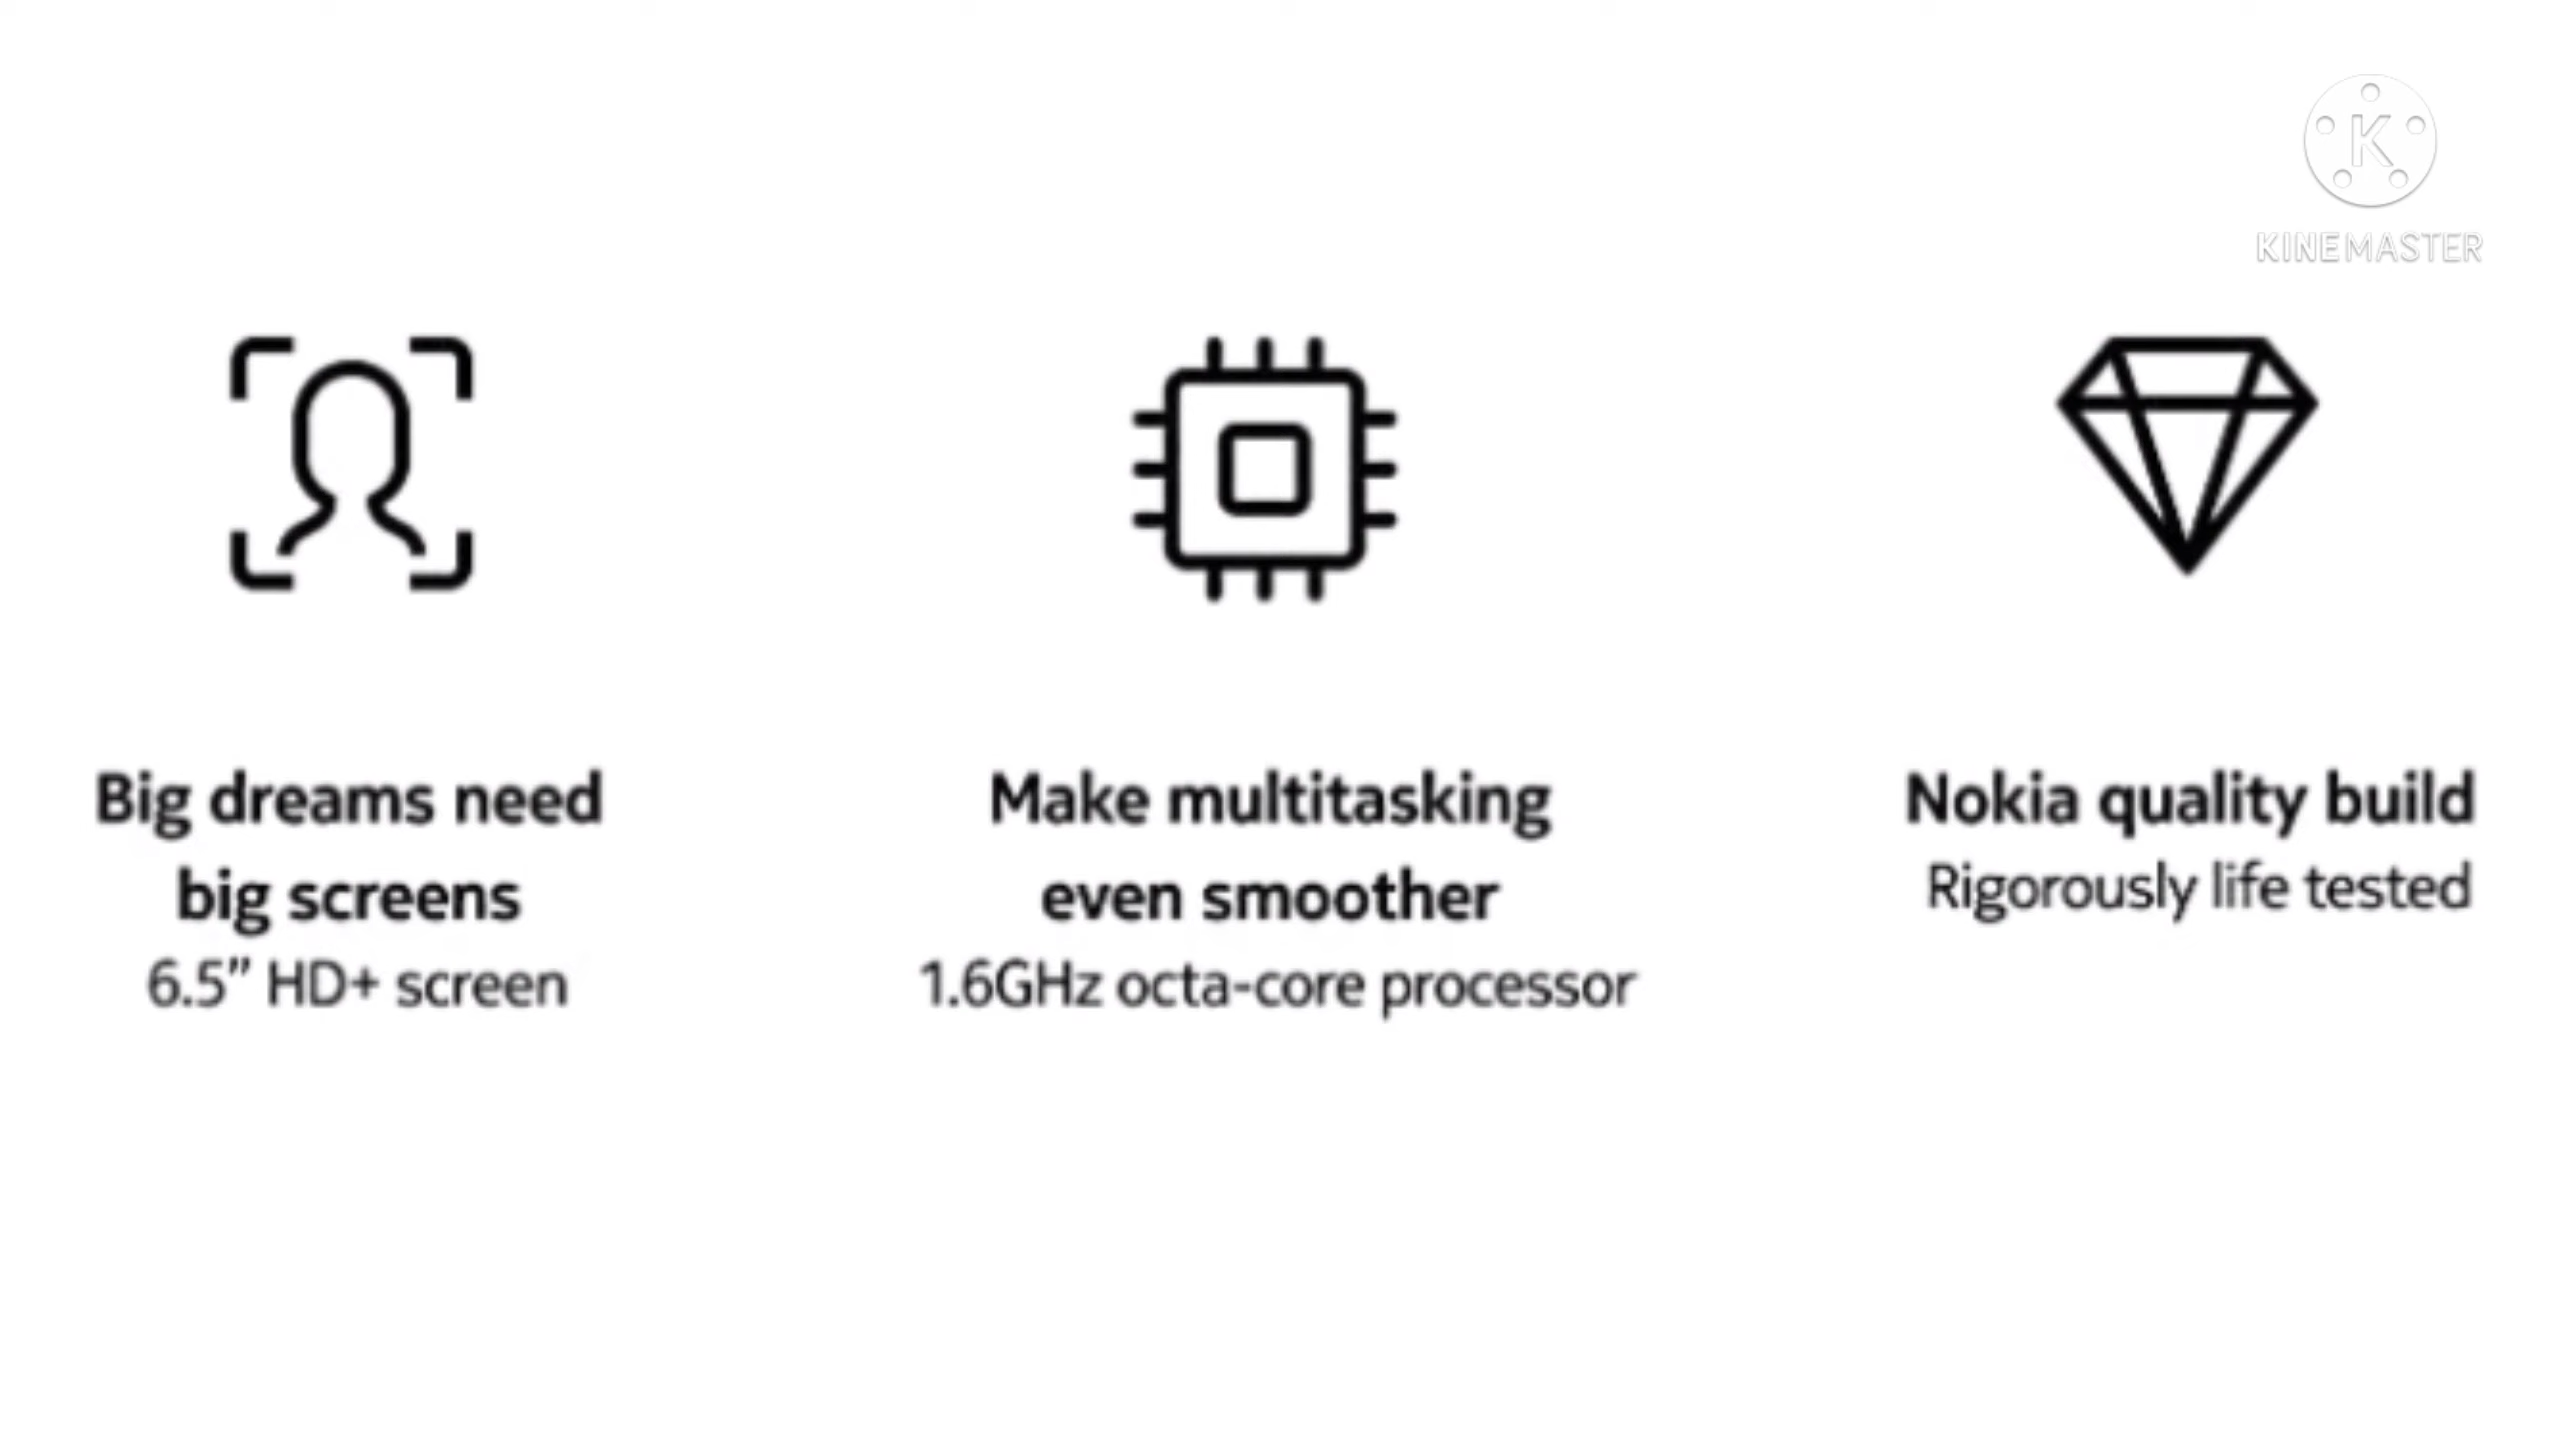 K
KINEMASTER
Big dreams need
big screens
6.5” HD+ screen
Make multitasking
even smoother
1.6GHz octa-core processor
Nokia quality build
Rigorously life tested